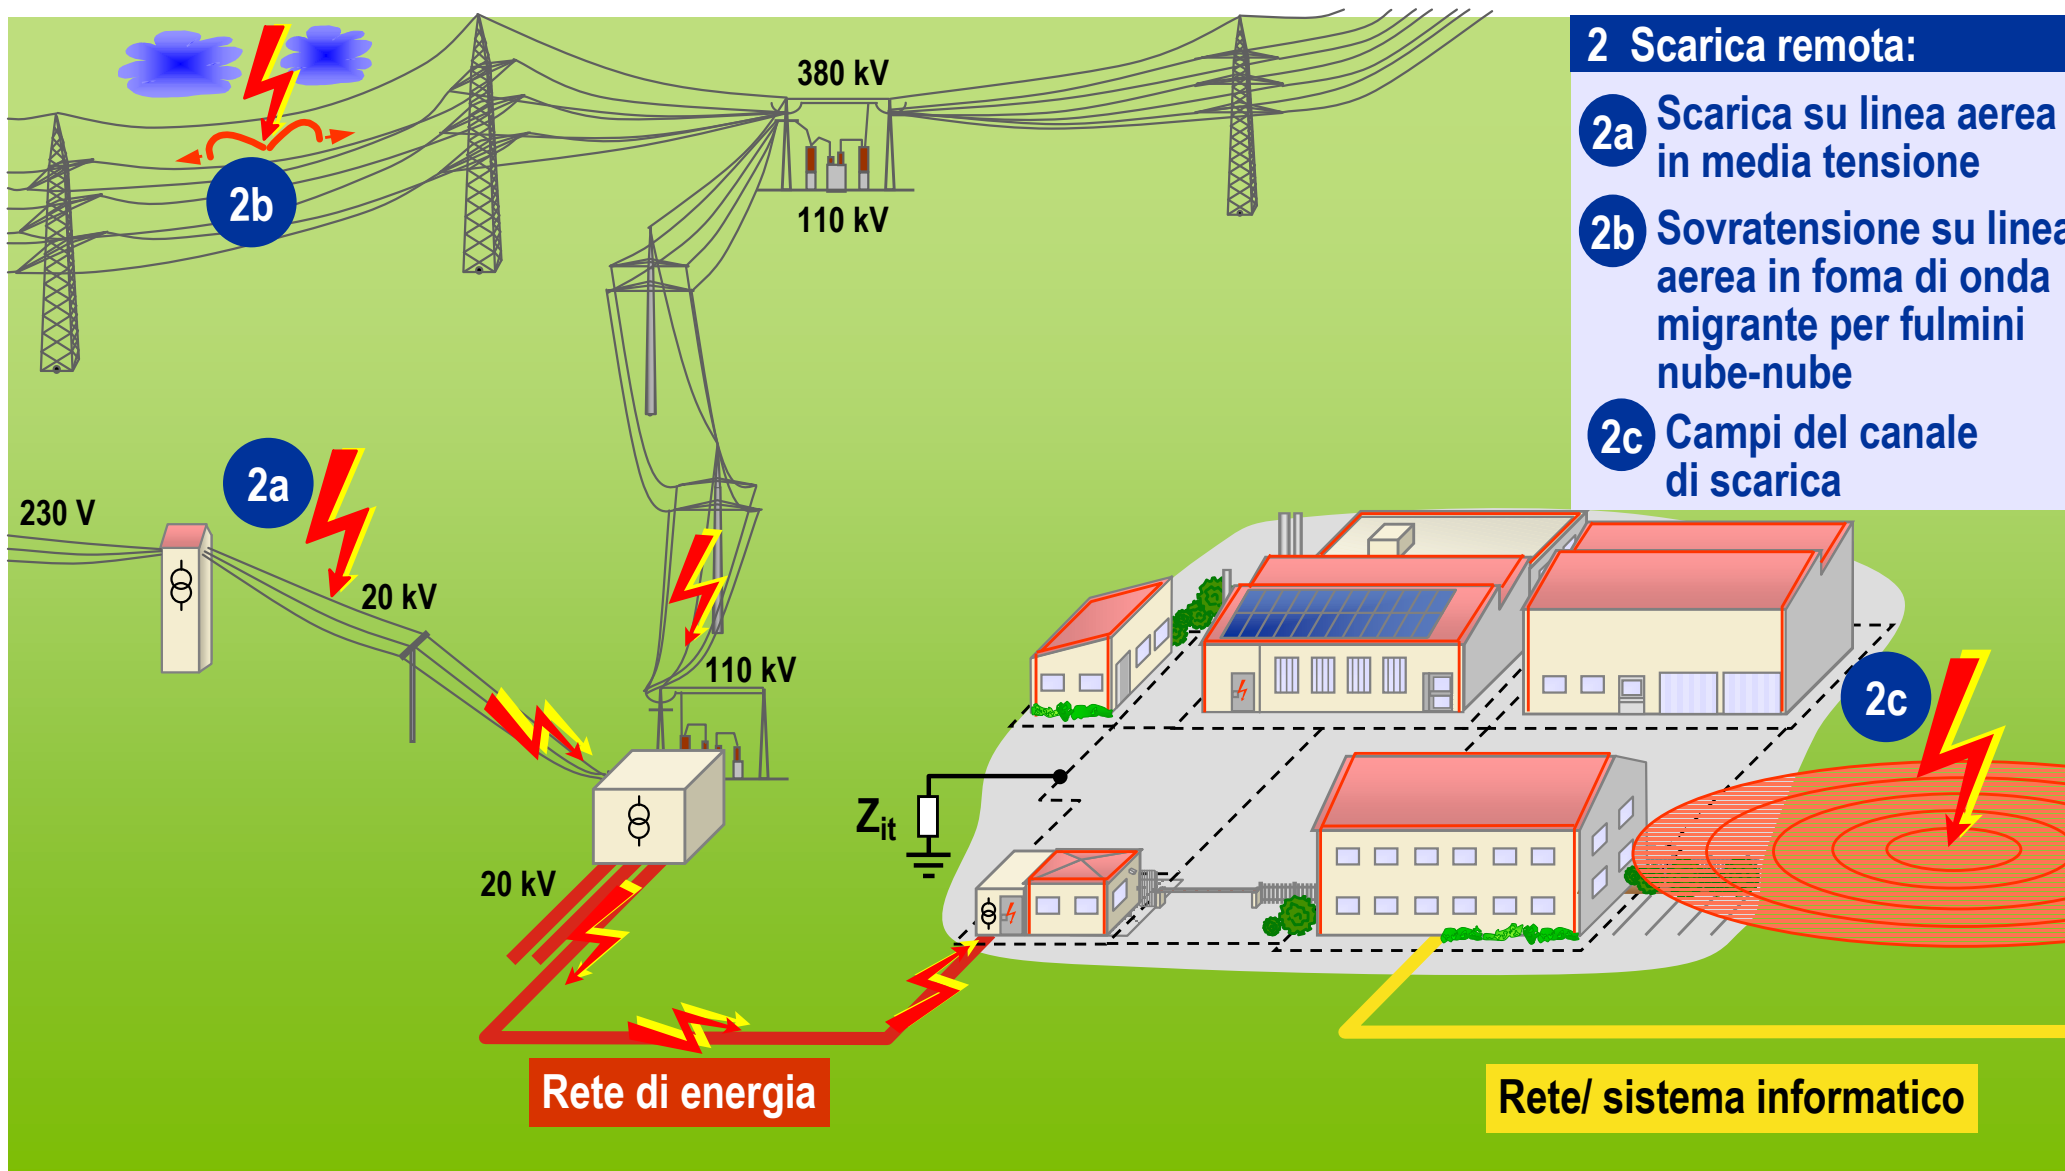 2 Scarica remota:
2a Scarica su linea aerea
in media tensione
2b Sovratensione su linea
aerea in foma di onda
migrante per fulmini
nube-nube
2c Campi del canale
di scarica
380 kV
110 kV
2b
2a
230 V
20 kV
110 kV
2c
Zit
20 kV
Rete di energia
Rete/ sistema informatico